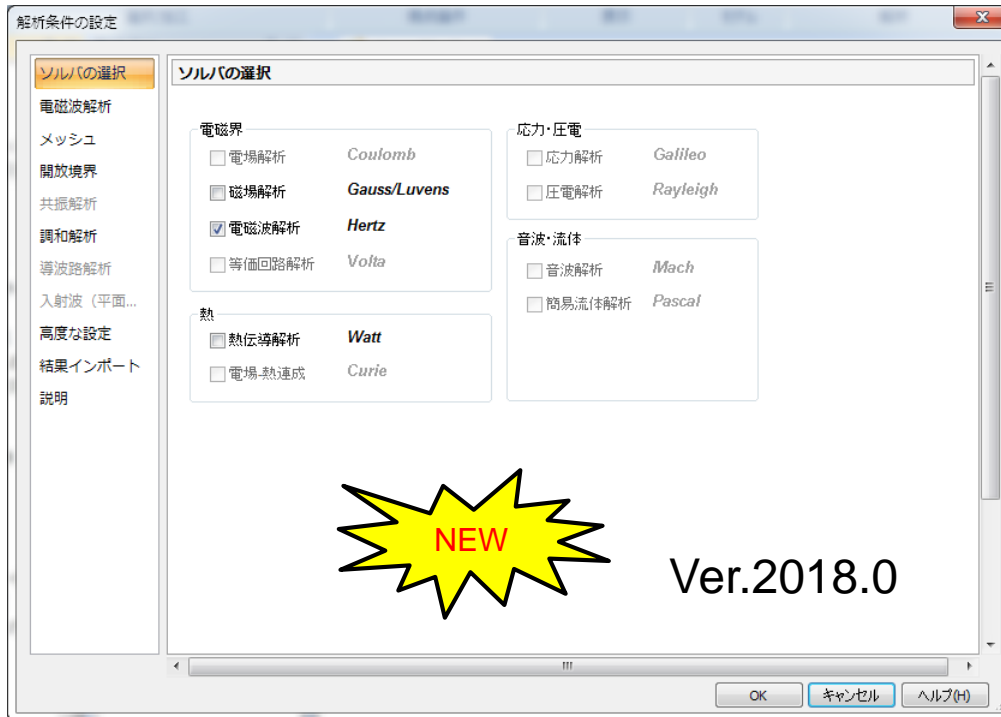 解析条件の設定
ソルバの選択
電磁波解析
メッシュ
開放境界
共振解析
調和解析
導波路解析
入射波（平面...
高度な設定
結果インポート
説明
ソルバの選択
電磁界
電場解析 Coulomb
磁場解析 Gauss/Luvens
電磁波解析 Hertz
等価回路解析 Volta
熱
熱伝導解析 Watt
電場-熱連成 Curie
応力・圧電
応力解析 Galileo
圧電解析 Rayleigh
音波・流体
音波解析 Mach
簡易流体解析 Pascal
NEW
Ver.2018.0
OK キャンセル ヘルプ(H)